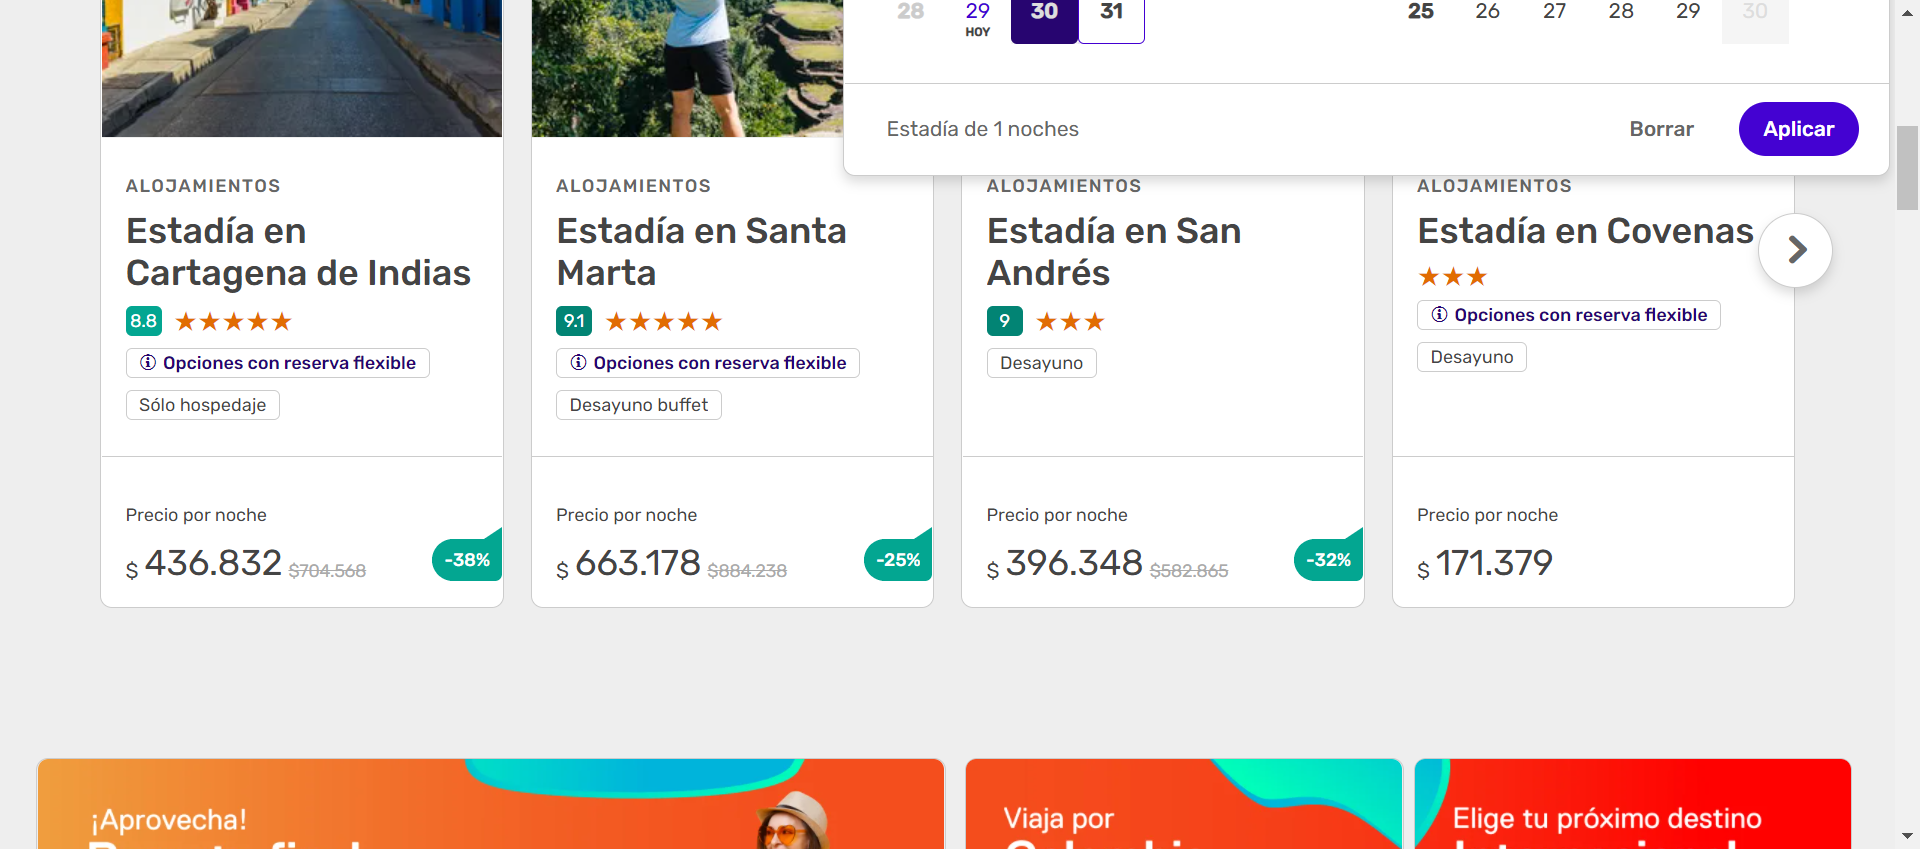 28 29 30 31 25 26 27 28 29 30
HOY
Estadía de 1 noches Borrar Aplicar
ALOJAMIENTOS
Estadía en
Cartagena de Indias
8.8
Opciones con reserva flexible
Sólo hospedaje
Precio por noche
$ 436.832 $704.568 -38%
ALOJAMIENTOS
Estadía en Santa
Marta
9.1
Opciones con reserva flexible
Desayuno buffet
Precio por noche
$ 663.178 $884.238 -25%
ALOJAMIENTOS
Estadía en San
Andrés
9
Desayuno
Precio por noche
$ 396.348 $582.865 -32%
ALOJAMIENTOS
Estadía en Covenas
Opciones con reserva flexible
Desayuno
Precio por noche
$ 171.379
¡Aprovecha!
Viaja por
Elige tu próximo destino